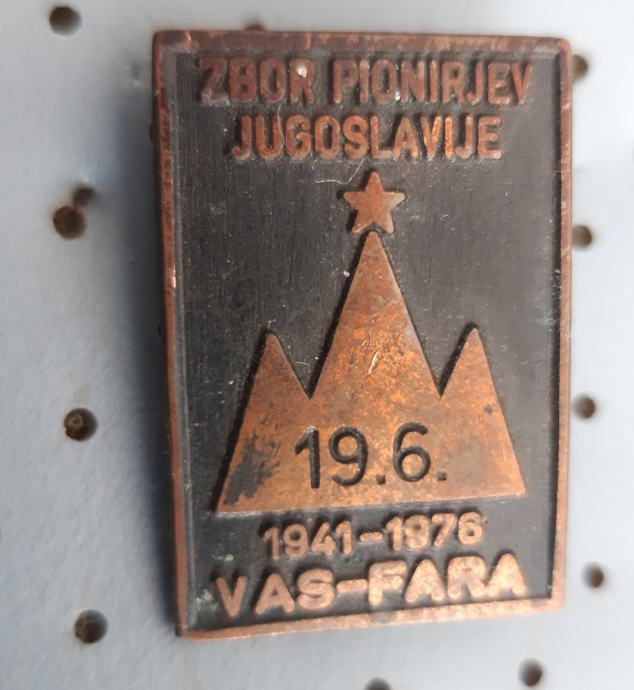 ZBOR PIONIRJEV
JUGOSLAVIJE
19.6.
1941-1976
VAS-FARA